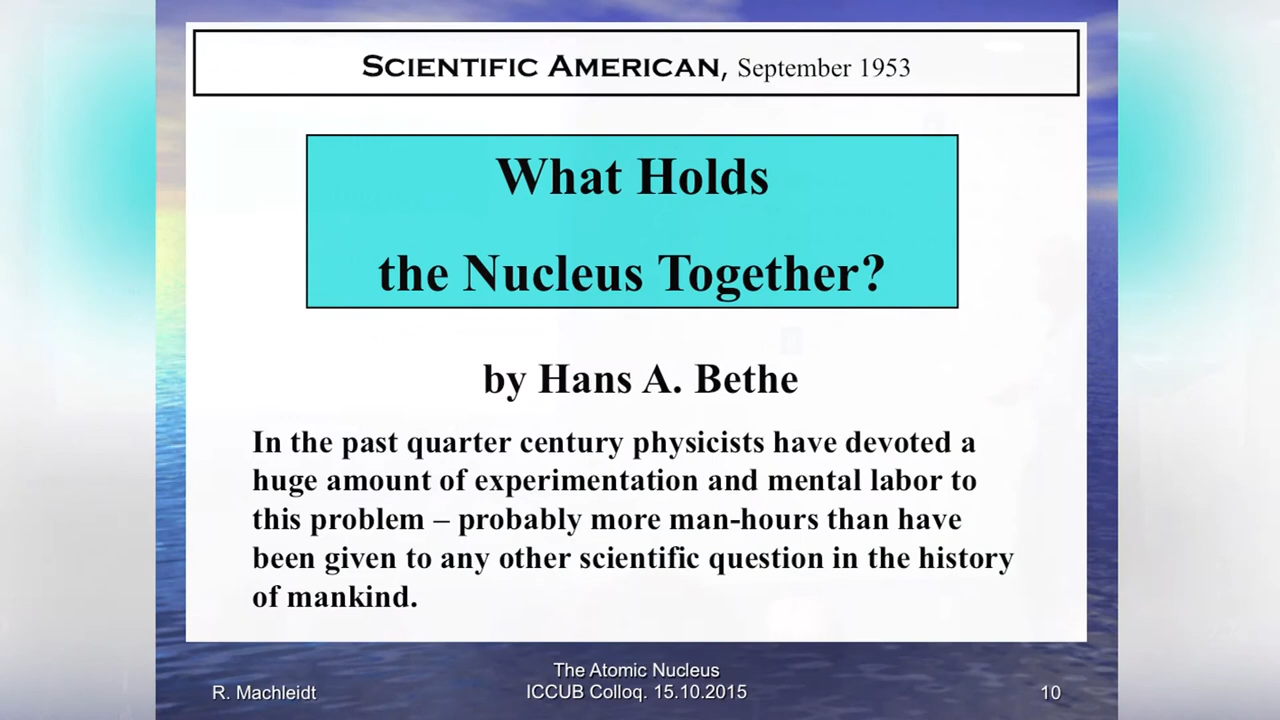 SCIENTIFIC AMERICAN, September 1953
What Holds
the Nucleus Together?
by Hans A. Bethe
In the past quarter century physicists have devoted a
huge amount of experimentation and mental labor to
this problem – probably more man-hours than have
been given to any other scientific question in the history
of mankind.
The Atomic Nucleus
R. Machleidt ICCUB Colloq. 15.10.2015 10